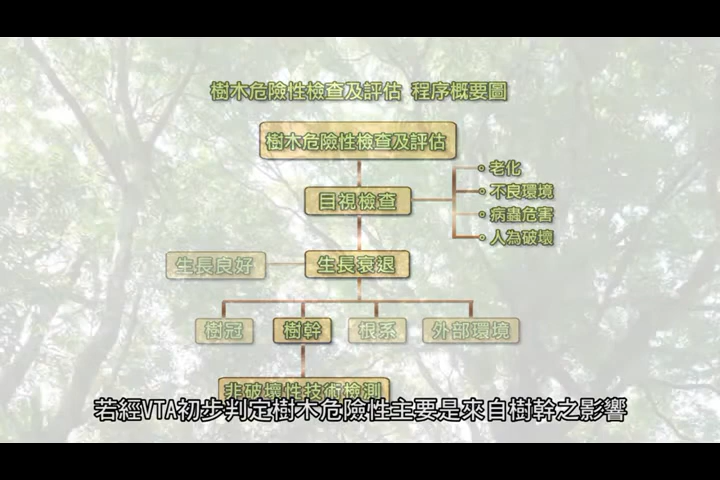 樹木危險性檢查及評估 程序概要圖
樹木危險性檢查及評估
目視檢查
老化
不良環境
病蟲危害
人為破壞
生長良好
生長衰退
樹冠
樹幹
根系
外部環境
非破壞性技術檢測
若經VTA初步判定樹木危險性主要是來自樹幹之影響